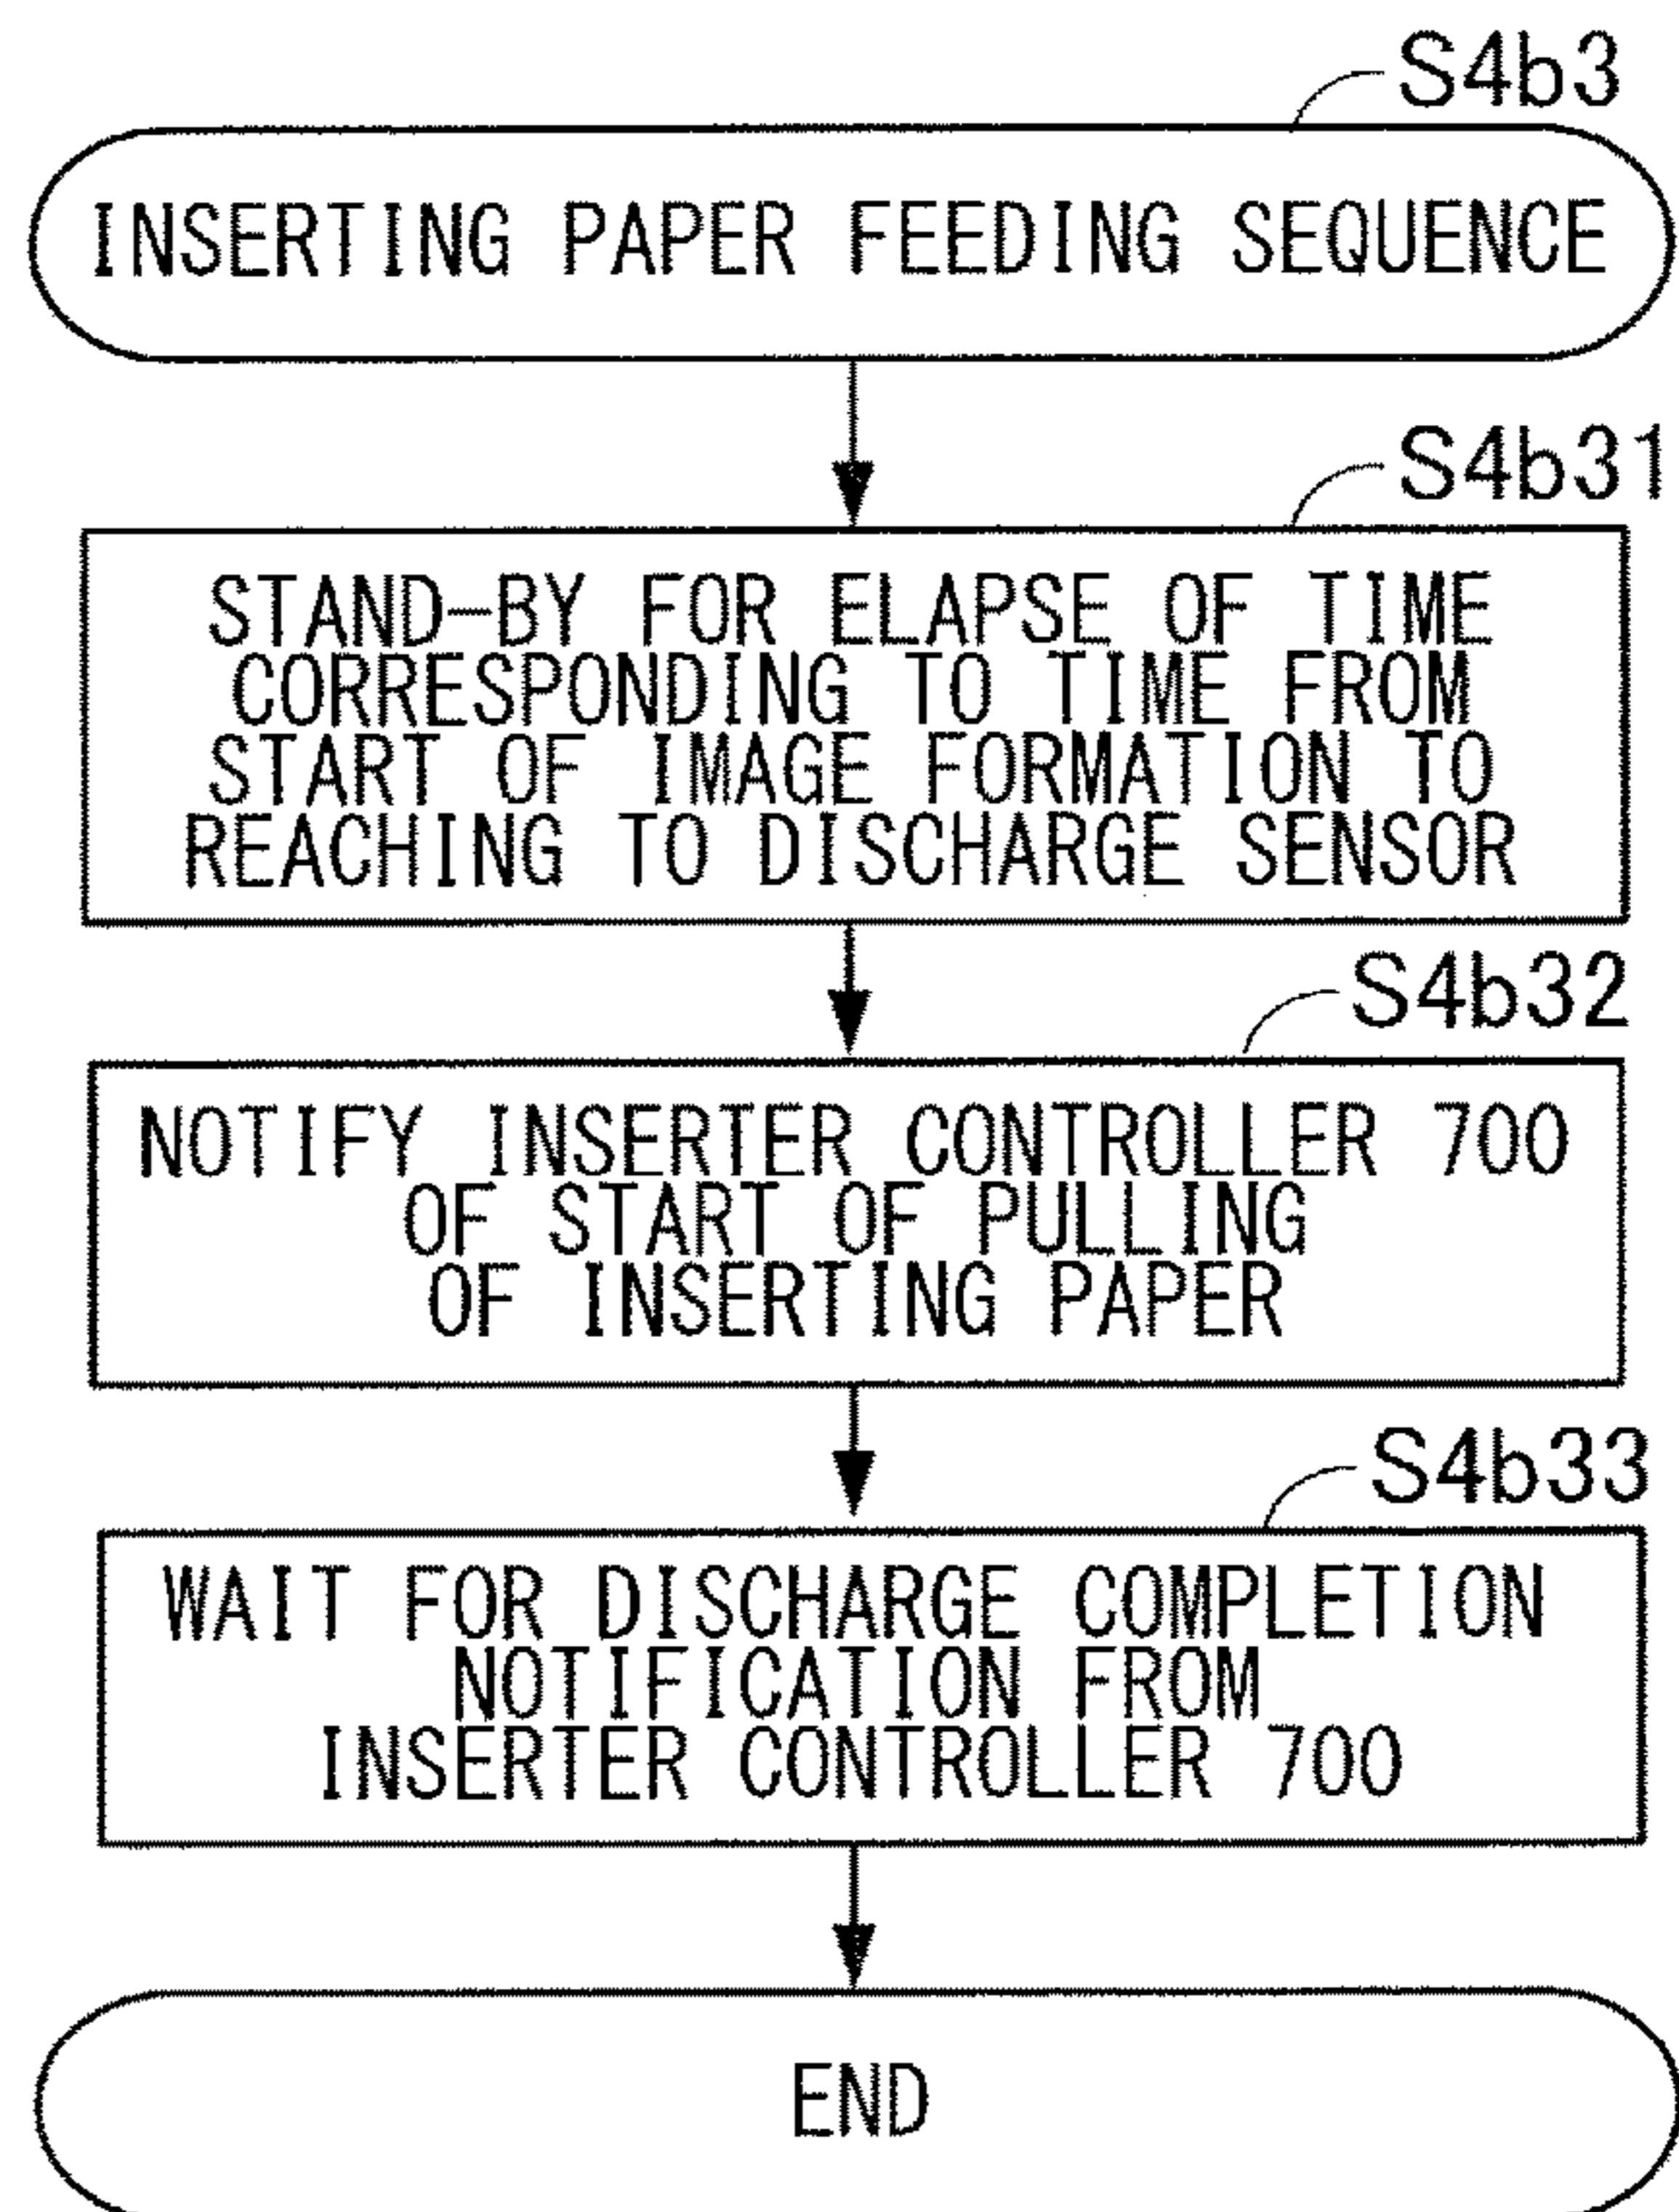 S4b3
INSERTING PAPER FEEDING SEQUENCE
S4b31
STAND-BY FOR ELAPSE OF TIME
CORRESPONDING TO TIME FROM
START OF IMAGE FORMATION TO
REACHING TO DISCHARGE SENSOR
S4b32
NOTIFY INSERTER CONTROLLER 700
OF START OF PULLING
OF INSERTING PAPER
S4b33
WAIT FOR DISCHARGE COMPLETION
NOTIFICATION FROM
INSERTER CONTROLLER 700
END